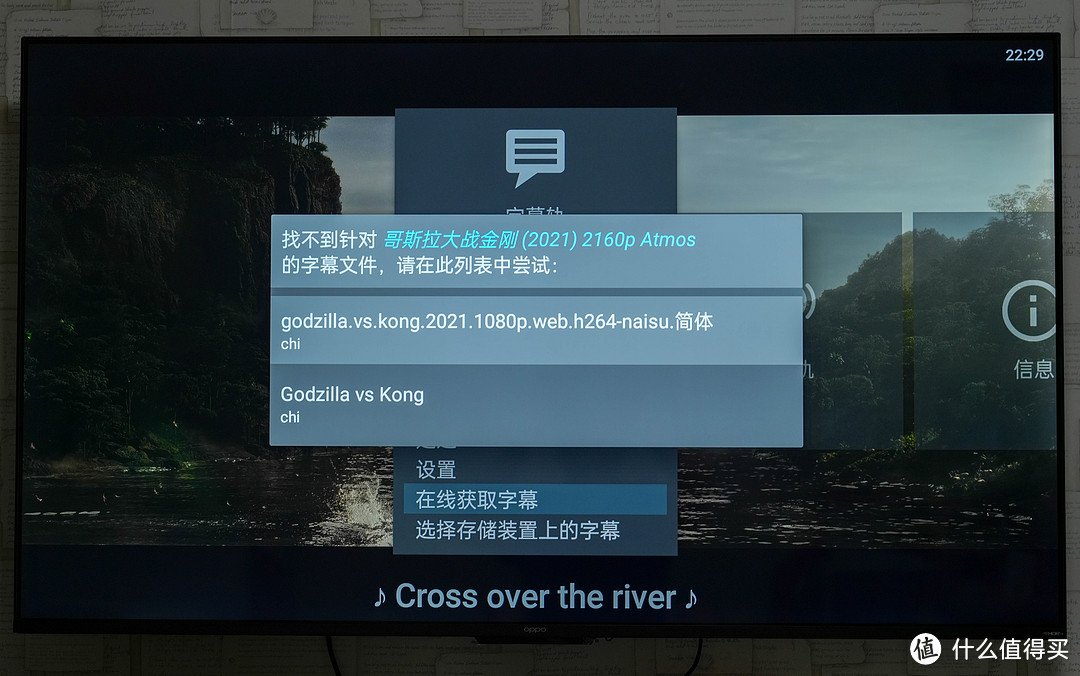 22:29
字幕轨
找不到针对 哥斯拉大战金刚 (2021) 2160p Atmos
的字幕文件，请在此列表中尝试：
godzilla.vs.kong.2021.1080p.web.h264-naisu.简体
chi
Godzilla vs Kong
chi
轨
信息
设置
在线获取字幕
选择存储装置上的字幕
♪ Cross over the river ♪
oppo
值 什么值得买